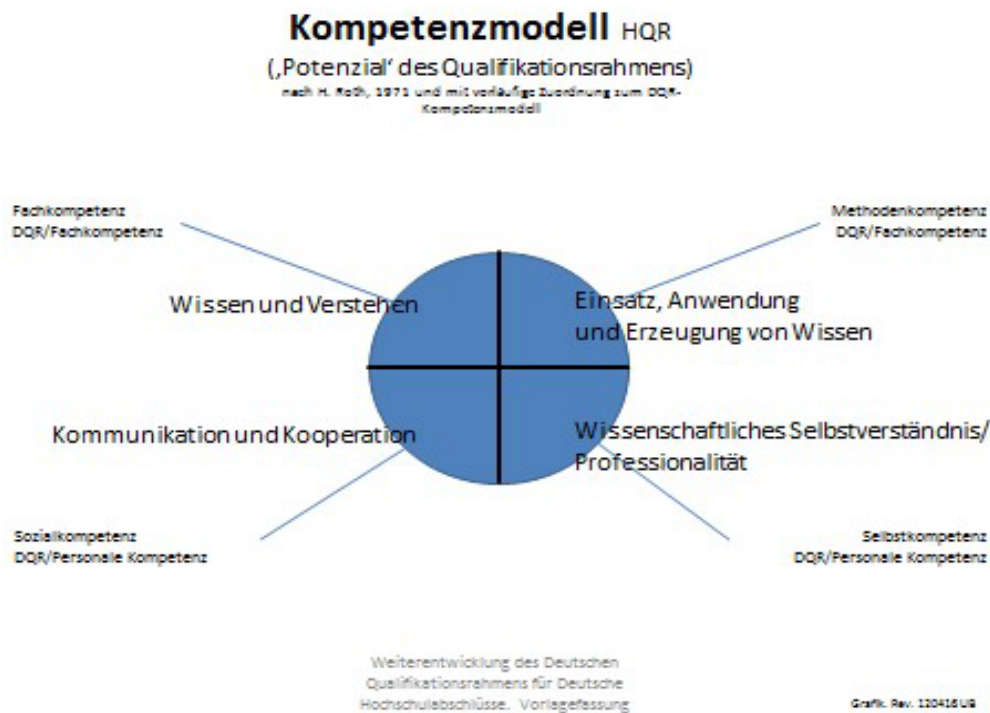 Kompetenzmodell HQR
(‚Potenzial‘ des Qualifikationsrahmens)
nach H. Roth, 1971 und mit vorläufige Zuordnung zum DQR-
Kompetenzmodell
Fachkompetenz
DQR/Fachkompetenz
Methodenkompetenz
DQR/Fachkompetenz
Wissen und Verstehen
Einsatz, Anwendung
und Erzeugung von Wissen
Kommunikation und Kooperation
Wissenschaftliches Selbstverständnis/
Professionalität
Sozialkompetenz
DQR/Personale Kompetenz
Selbstkompetenz
DQR/Personale Kompetenz
Weiterentwicklung des Deutschen
Qualifikationsrahmens für Deutsche
Hochschulabschlüsse. Vorlagefassung
Grafik. Rev. 120416 UB